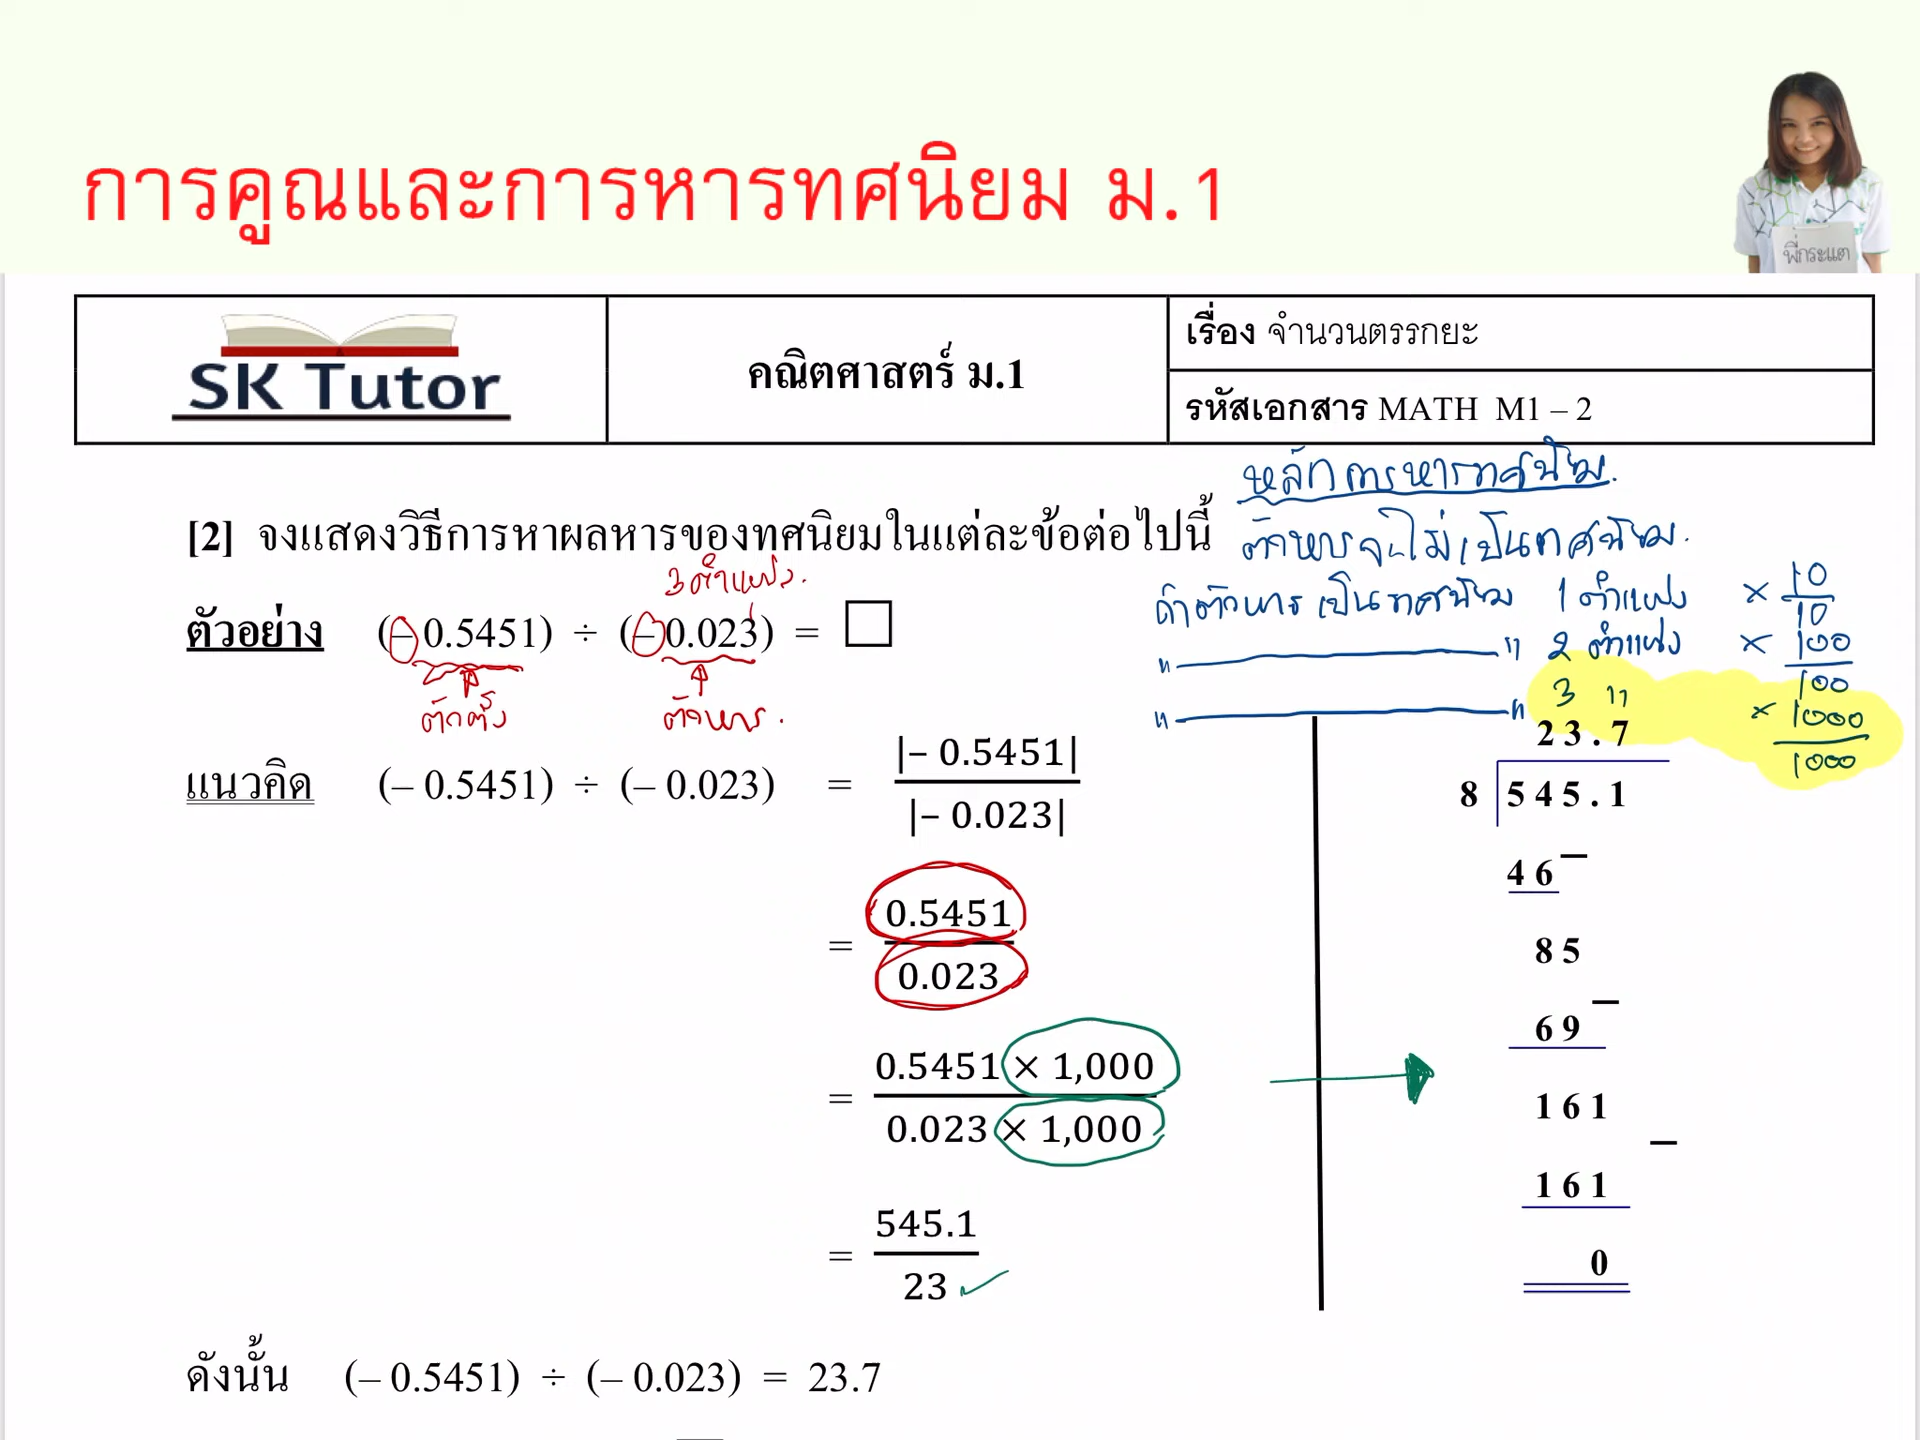 การคูณและการหารทศนิยม ม.1
พี่กระแต
SK Tutor
คณิตศาสตร์ ม.1
เรื่อง จำนวนตรรกยะ
รหัสเอกสาร MATH M1 – 2
หลักการหารทศนิยม.
[2] จงแสดงวิธีการหาผลหารของทศนิยมในแต่ละข้อต่อไปนี้
ตัวหารจะไม่เป็นทศนิยม.
3 ตำแหน่ง.
ถ้าตัวหารเป็นทศนิยม 1 ตำแหน่ง × 10/10
ตัวอย่าง (– 0.5451) ÷ (– 0.023) = □
" " 2 ตำแหน่ง × 100/100
ตัวตั้ง ตัวหาร.
" " 3 " × 1000/1000
แนวคิด (– 0.5451) ÷ (– 0.023) = |– 0.5451| / |– 0.023|
= 0.5451 / 0.023
= 0.5451 × 1,000 / 0.023 × 1,000
= 545.1 / 23
23.7
8 545.1
46 –
85
69 –
161
–
161
0
ดังนั้น (– 0.5451) ÷ (– 0.023) = 23.7